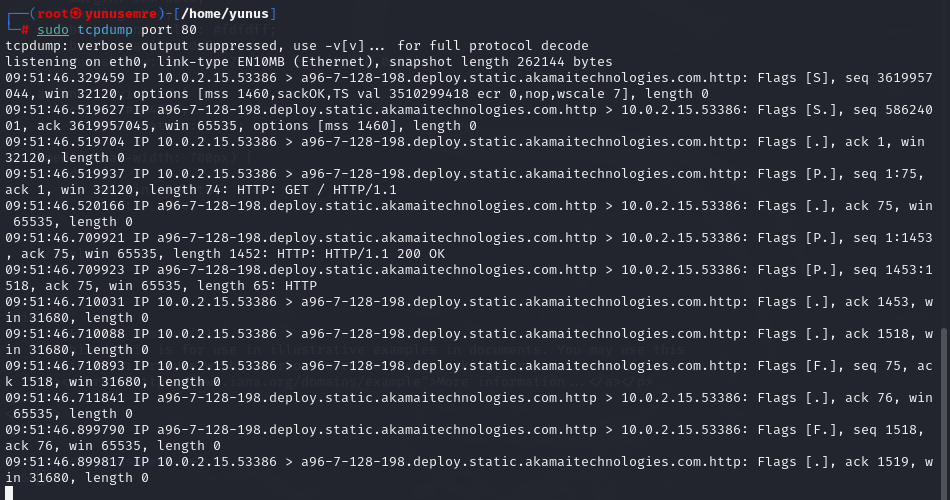 ┌──(root㉿yunusemre)-[/home/yunus]
└─# sudo tcpdump port 80
tcpdump: verbose output suppressed, use -v[v]... for full protocol decode
listening on eth0, link-type EN10MB (Ethernet), snapshot length 262144 bytes
09:51:46.329459 IP 10.0.2.15.53386 > a96-7-128-198.deploy.static.akamaitechnologies.com.http: Flags [S], seq 3619957
044, win 32120, options [mss 1460,sackOK,TS val 3510299418 ecr 0,nop,wscale 7], length 0
09:51:46.519627 IP a96-7-128-198.deploy.static.akamaitechnologies.com.http > 10.0.2.15.53386: Flags [S.], seq 586240
01, ack 3619957045, win 65535, options [mss 1460], length 0
09:51:46.519704 IP 10.0.2.15.53386 > a96-7-128-198.deploy.static.akamaitechnologies.com.http: Flags [.], ack 1, win
32120, length 0
09:51:46.519937 IP 10.0.2.15.53386 > a96-7-128-198.deploy.static.akamaitechnologies.com.http: Flags [P.], seq 1:75,
ack 1, win 32120, length 74: HTTP: GET / HTTP/1.1
09:51:46.520166 IP a96-7-128-198.deploy.static.akamaitechnologies.com.http > 10.0.2.15.53386: Flags [.], ack 75, win
65535, length 0
09:51:46.709921 IP a96-7-128-198.deploy.static.akamaitechnologies.com.http > 10.0.2.15.53386: Flags [P.], seq 1:1453
, ack 75, win 65535, length 1452: HTTP: HTTP/1.1 200 OK
09:51:46.709923 IP a96-7-128-198.deploy.static.akamaitechnologies.com.http > 10.0.2.15.53386: Flags [P.], seq 1453:1
518, ack 75, win 65535, length 65: HTTP
09:51:46.710031 IP 10.0.2.15.53386 > a96-7-128-198.deploy.static.akamaitechnologies.com.http: Flags [.], ack 1453, w
in 31680, length 0
09:51:46.710088 IP 10.0.2.15.53386 > a96-7-128-198.deploy.static.akamaitechnologies.com.http: Flags [.], ack 1518, w
in 31680, length 0
09:51:46.710893 IP 10.0.2.15.53386 > a96-7-128-198.deploy.static.akamaitechnologies.com.http: Flags [F.], seq 75, ac
k 1518, win 31680, length 0
09:51:46.711841 IP a96-7-128-198.deploy.static.akamaitechnologies.com.http > 10.0.2.15.53386: Flags [.], ack 76, win
65535, length 0
09:51:46.899790 IP a96-7-128-198.deploy.static.akamaitechnologies.com.http > 10.0.2.15.53386: Flags [F.], seq 1518,
ack 76, win 65535, length 0
09:51:46.899817 IP 10.0.2.15.53386 > a96-7-128-198.deploy.static.akamaitechnologies.com.http: Flags [.], ack 1519, w
in 31680, length 0